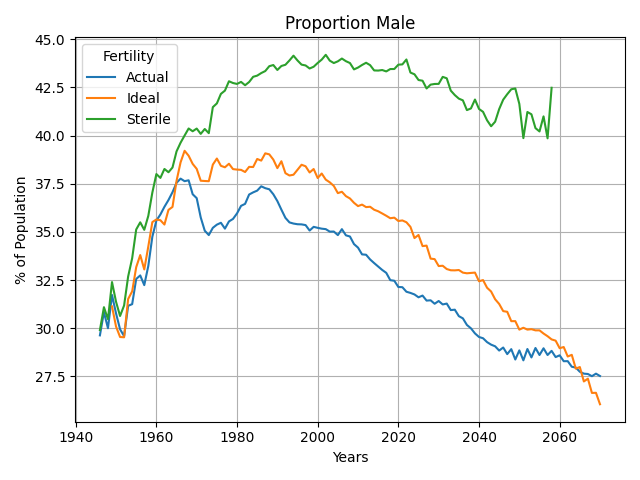 Proportion Male
Fertility
Actual
Ideal
Sterile
% of Population
45.0
42.5
40.0
37.5
35.0
32.5
30.0
27.5
1940 1960 1980 2000 2020 2040 2060
Years